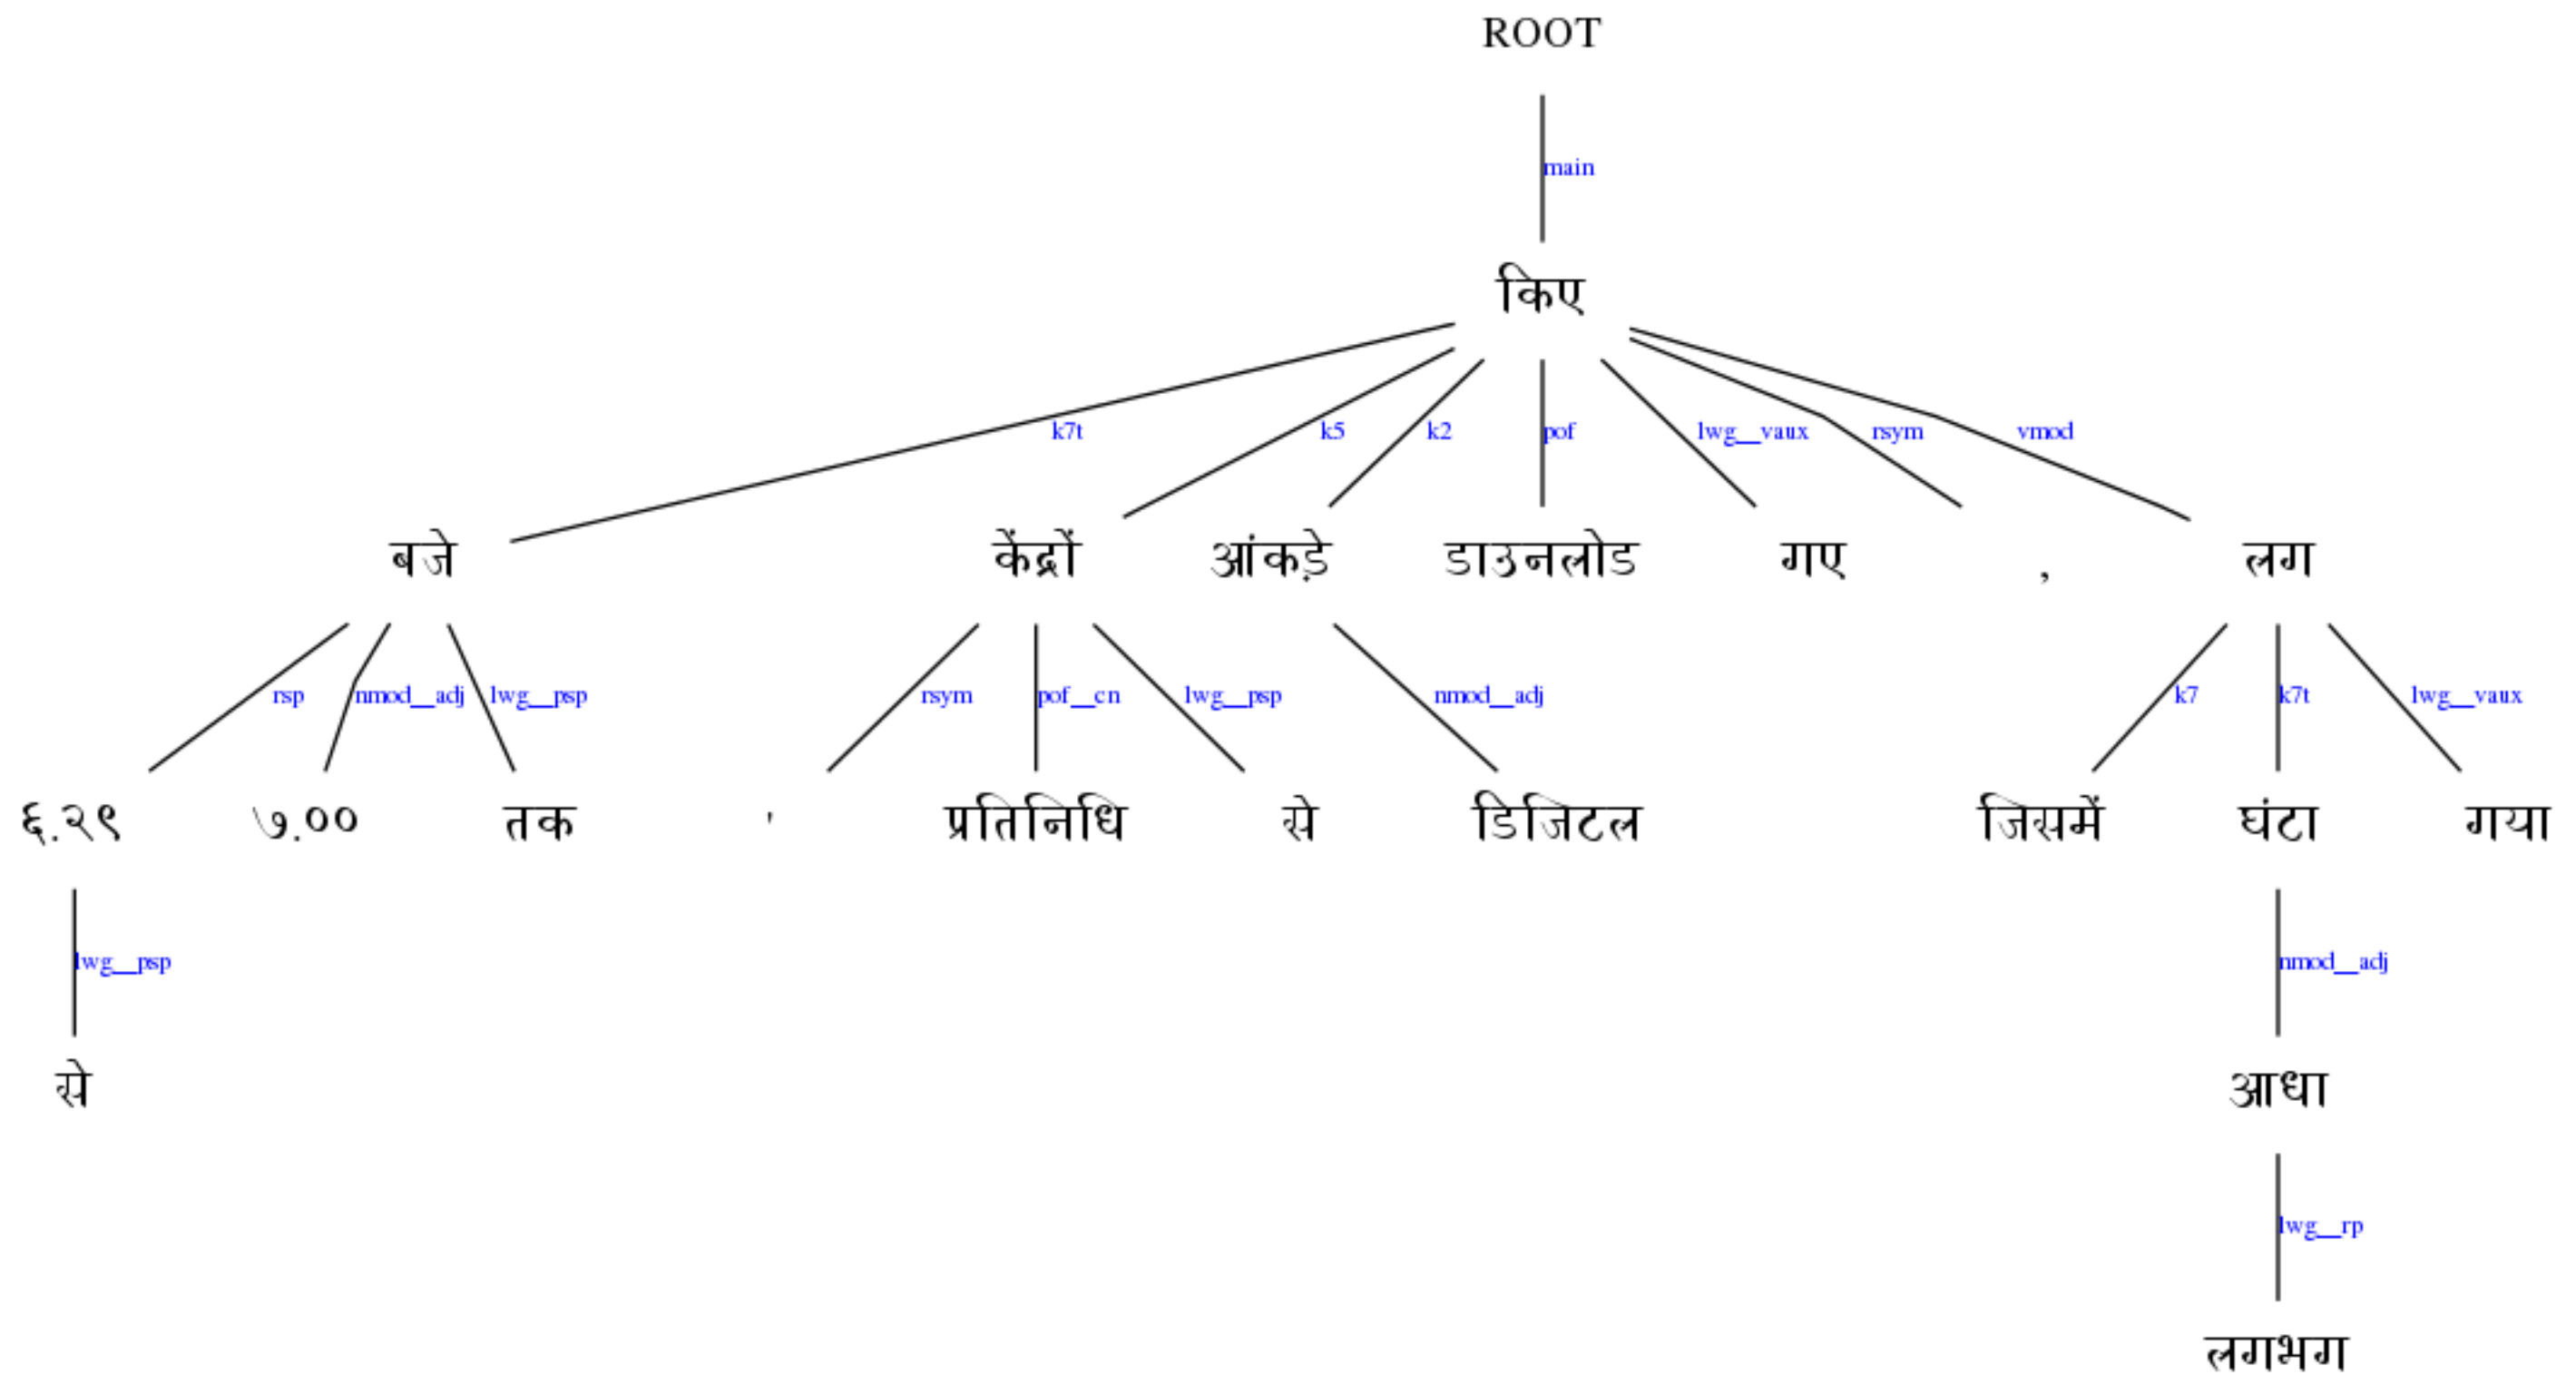 ROOT
main
किए
k7t k5 k2 pof lwg__vaux rsym vmod
बजे केंद्रों आंकड़े डाउनलोड गए , लग
rsp nmod__adj lwg__psp rsym pof__cn lwg__psp nmod__adj k7 k7t lwg__vaux
६.२९ ७.०० तक ' प्रतिनिधि से डिजिटल जिसमें घंटा गया
lwg__psp nmod__adj
से आधा
lwg__rp
लगभग